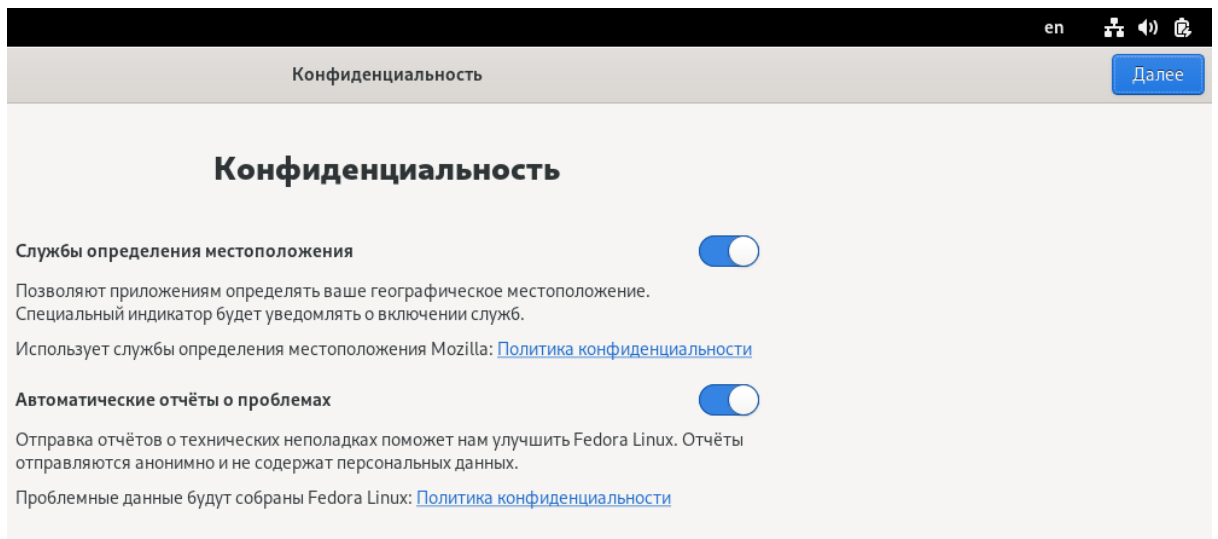 en
Конфиденциальность
Далее
Конфиденциальность
Службы определения местоположения
Позволяют приложениям определять ваше географическое местоположение.
Специальный индикатор будет уведомлять о включении служб.
Использует службы определения местоположения Mozilla: Политика конфиденциальности
Автоматические отчёты о проблемах
Отправка отчётов о технических неполадках поможет нам улучшить Fedora Linux. Отчёты
отправляются анонимно и не содержат персональных данных.
Проблемные данные будут собраны Fedora Linux: Политика конфиденциальности